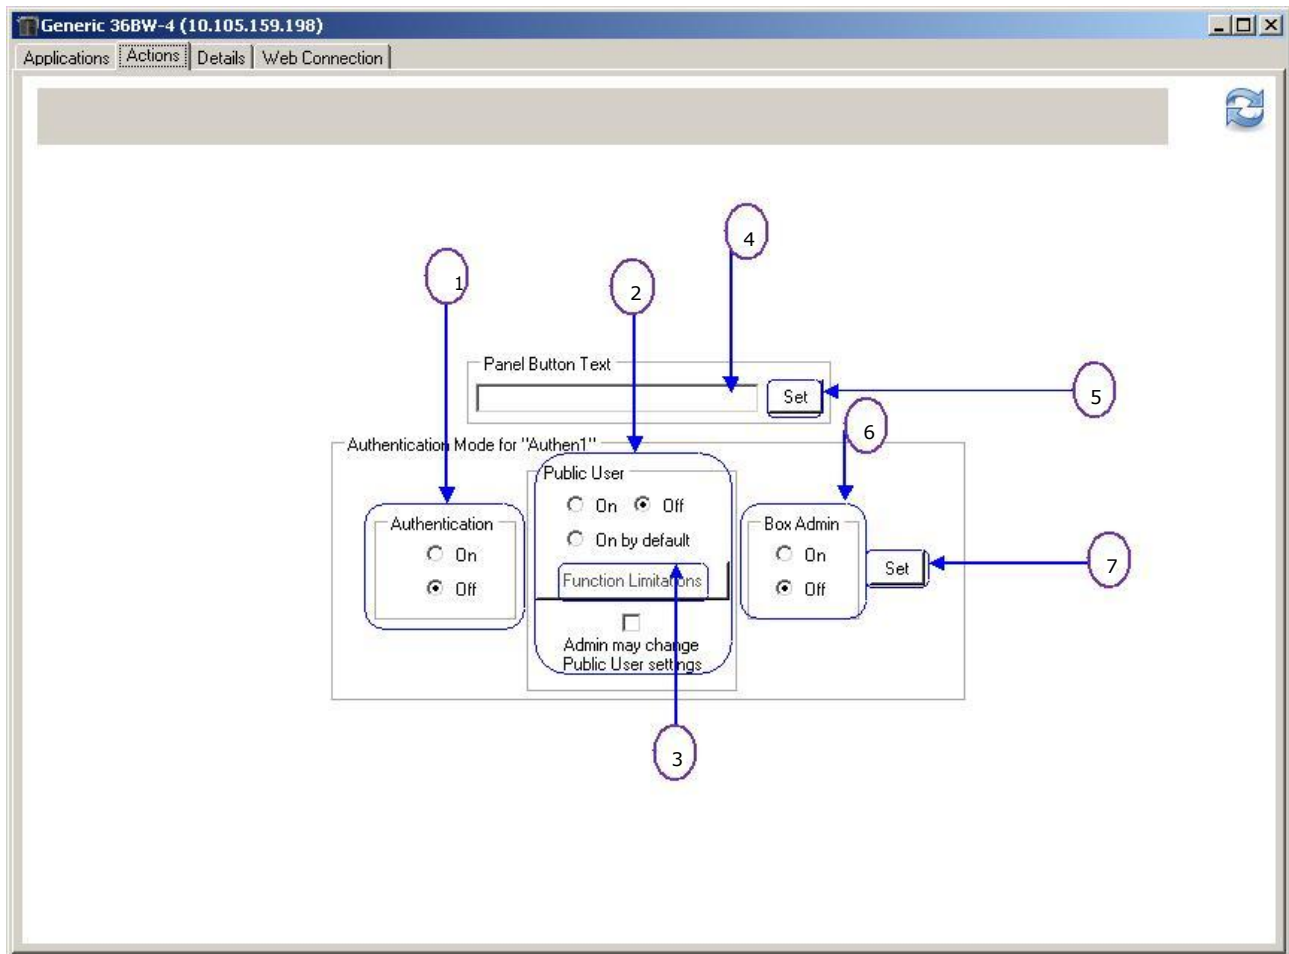 Generic 36BW-4 (10.105.159.198)
Applications Actions Details Web Connection
4
1
2
Panel Button Text
Set
5
6
Authentication Mode for "Authen1"
Public User
On Off
On by default
Function Limitations
Admin may change
Public User settings
Authentication
On
Off
Box Admin
On
Off
Set
7
3